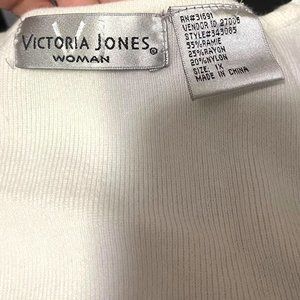 VICTORIA JONES®
WOMAN
RN#31691
VENDOR ID 27006
STYLE#343065
55%RAMIE
25%RAYON
20%NYLON
SIZE: 1X
MADE IN CHINA